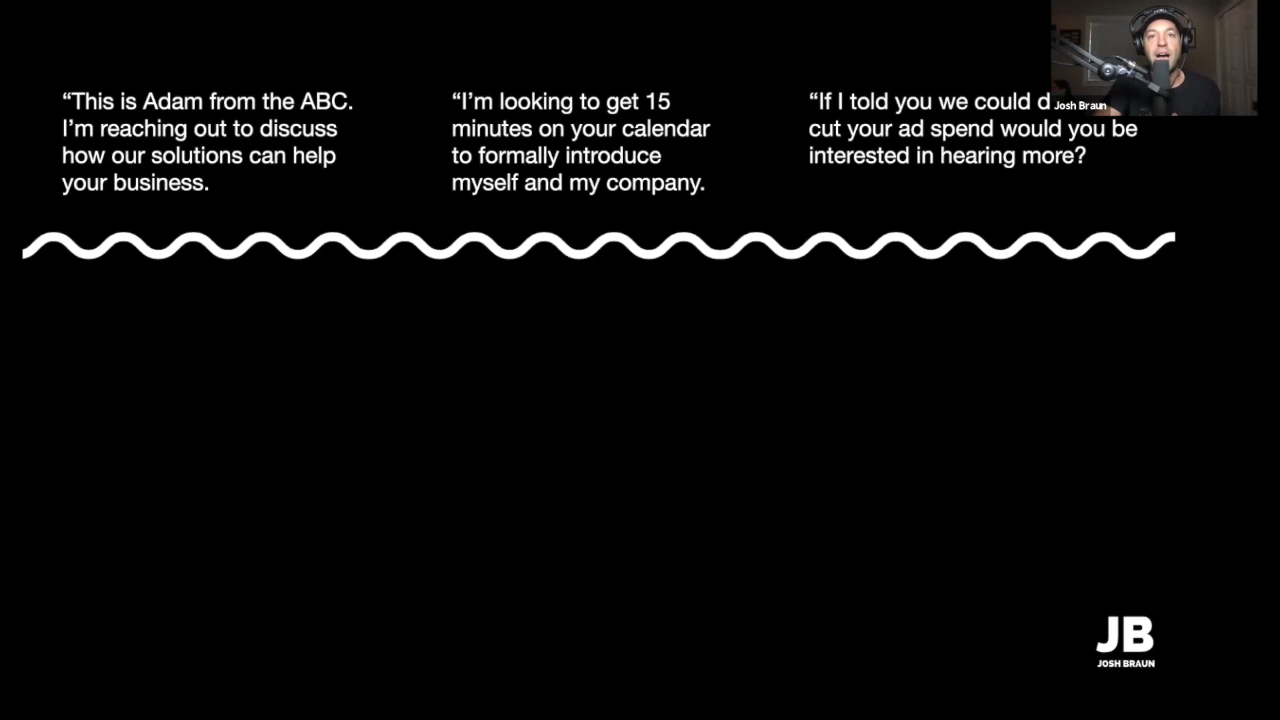 “This is Adam from the ABC.
I’m reaching out to discuss
how our solutions can help
your business.
“I’m looking to get 15
minutes on your calendar
to formally introduce
myself and my company.
“If I told you we could
cut your ad spend would you be
interested in hearing more?
Josh Braun
JB
JOSH BRAUN